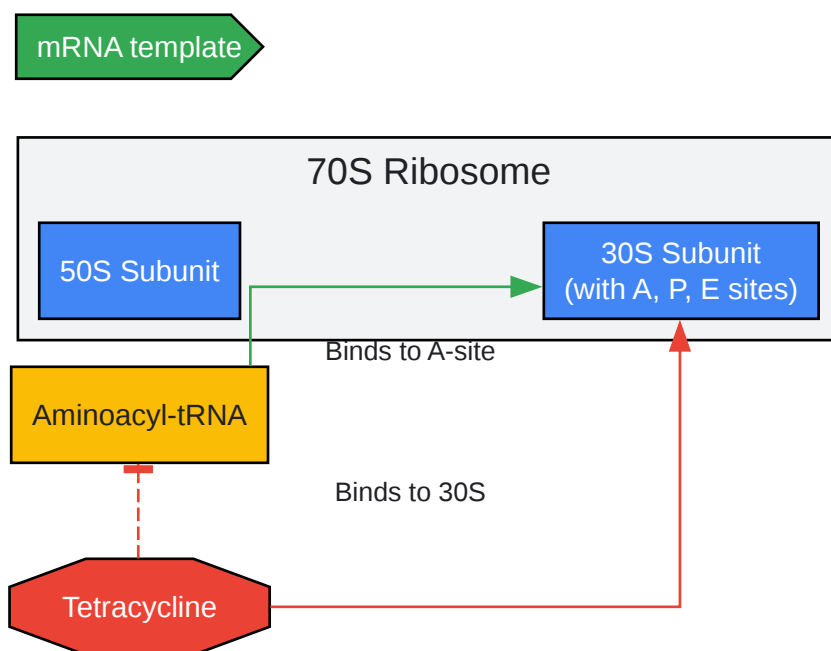 mRNA template
70S Ribosome
50S Subunit
30S Subunit
(with A, P, E sites)
Binds to A-site
Aminoacyl-tRNA
Binds to 30S
Tetracycline